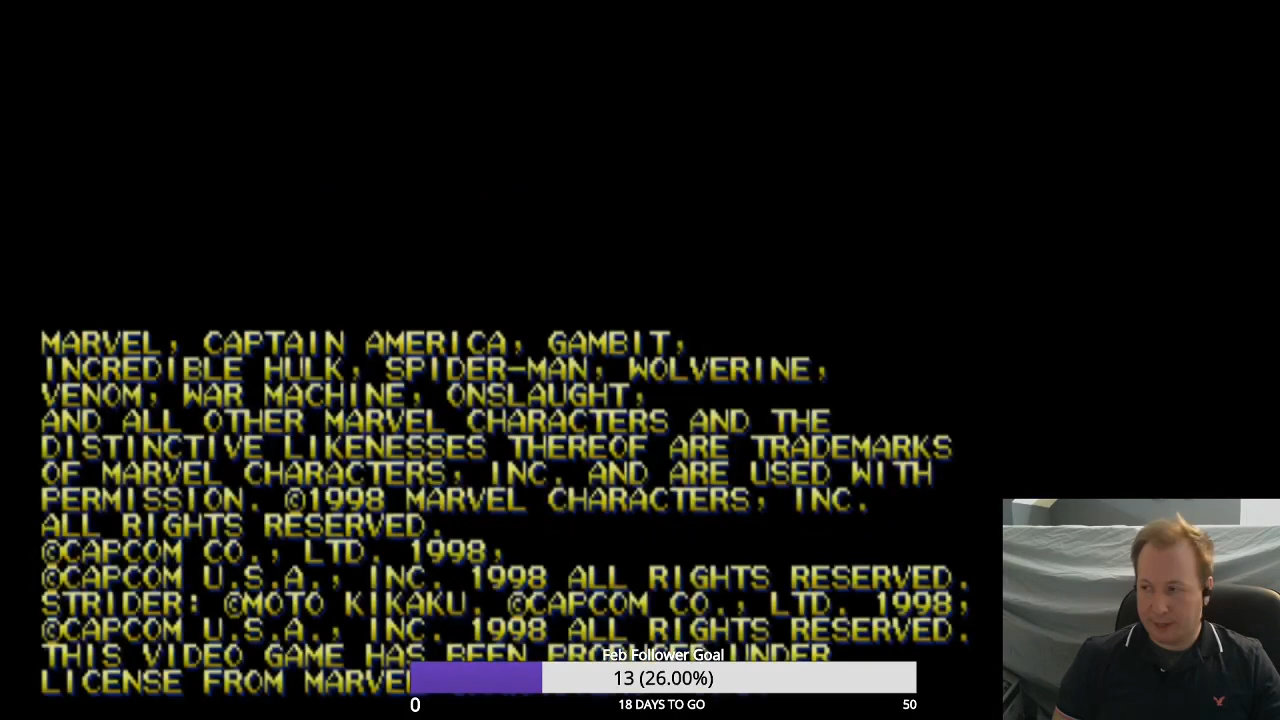 MARVEL, CAPTAIN AMERICA, GAMBIT,
INCREDIBLE HULK, SPIDER-MAN, WOLVERINE,
VENOM, WAR MACHINE, ONSLAUGHT,
AND ALL OTHER MARVEL CHARACTERS AND THE
DISTINCTIVE LIKENESSES THEREOF ARE TRADEMARKS
OF MARVEL CHARACTERS, INC. AND ARE USED WITH
PERMISSION. ©1998 MARVEL CHARACTERS, INC.
ALL RIGHTS RESERVED.
©CAPCOM CO., LTD. 1998,
©CAPCOM U.S.A., INC. 1998 ALL RIGHTS RESERVED.
STRIDER: ©MOTO KIKAKU. ©CAPCOM CO., LTD. 1998,
©CAPCOM U.S.A., INC. 1998 ALL RIGHTS RESERVED.
THIS VIDEO GAME HAS BEEN UNDER
LICENSE FROM MARVEL
Feb Follower Goal
13 (26.00%)
0 18 DAYS TO GO 50